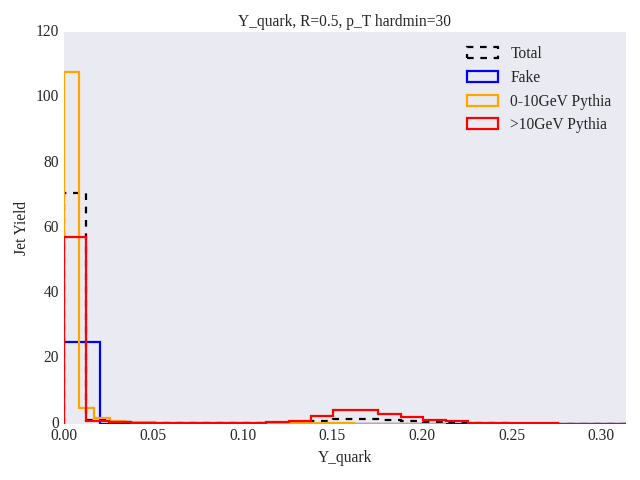 Y_quark, R=0.5, p_T hardmin=30
120
100
80
60
40
20
0
Jet Yield
Total
Fake
0-10GeV Pythia
>10GeV Pythia
0.00 0.05 0.10 0.15 0.20 0.25 0.30
Y_quark